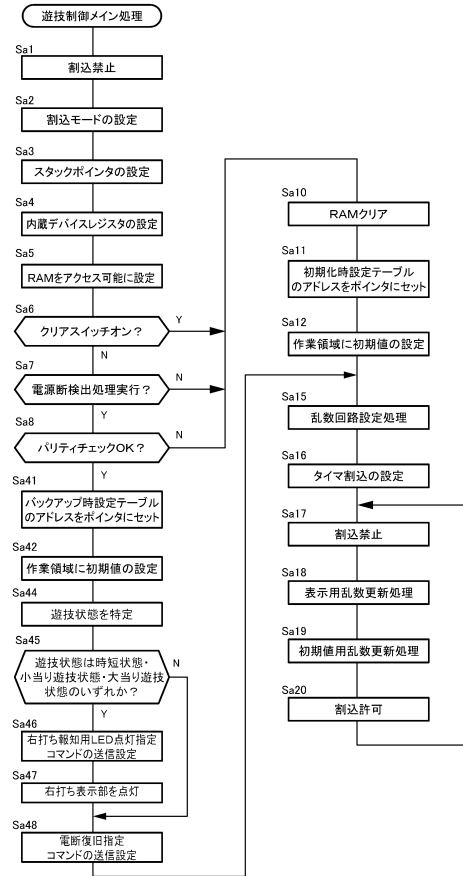 遊技制御メイン処理
Sa1
割込禁止
Sa2
割込モードの設定
Sa3
スタックポインタの設定
Sa4
内蔵デバイスレジスタの設定
Sa5
RAMをアクセス可能に設定
Sa6
クリアスイッチオン？
Y
N
Sa7
電源断検出処理実行？
N
Y
Sa8
パリティチェックOK？
N
Y
Sa41
バックアップ時設定テーブル
のアドレスをポインタにセット
Sa42
作業領域に初期値の設定
Sa44
遊技状態を特定
Sa45
遊技状態は時短状態・
小当り遊技状態・大当り遊技
状態のいずれか？
N
Y
Sa46
右打ち報知用LED点灯指定
コマンドの送信設定
Sa47
右打ち表示部を点灯
Sa48
電断復旧指定
コマンドの送信設定
Sa10
RAMクリア
Sa11
初期化時設定テーブル
のアドレスをポインタにセット
Sa12
作業領域に初期値の設定
Sa15
乱数回路設定処理
Sa16
タイマ割込の設定
Sa17
割込禁止
Sa18
表示用乱数更新処理
Sa19
初期値用乱数更新処理
Sa20
割込許可